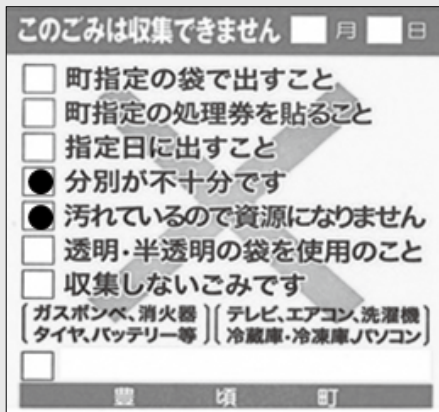 このごみは収集できません 月 日
町指定の袋で出すこと
町指定の処理券を貼ること
指定日に出すこと
分別が不十分です
汚れているので資源になりません
透明・半透明の袋を使用のこと
収集しないごみです
ガスボンベ、消火器 テレビ、エアコン、洗濯機
タイヤ、バッテリー等 冷蔵庫・冷凍庫、パソコン
豊頃町